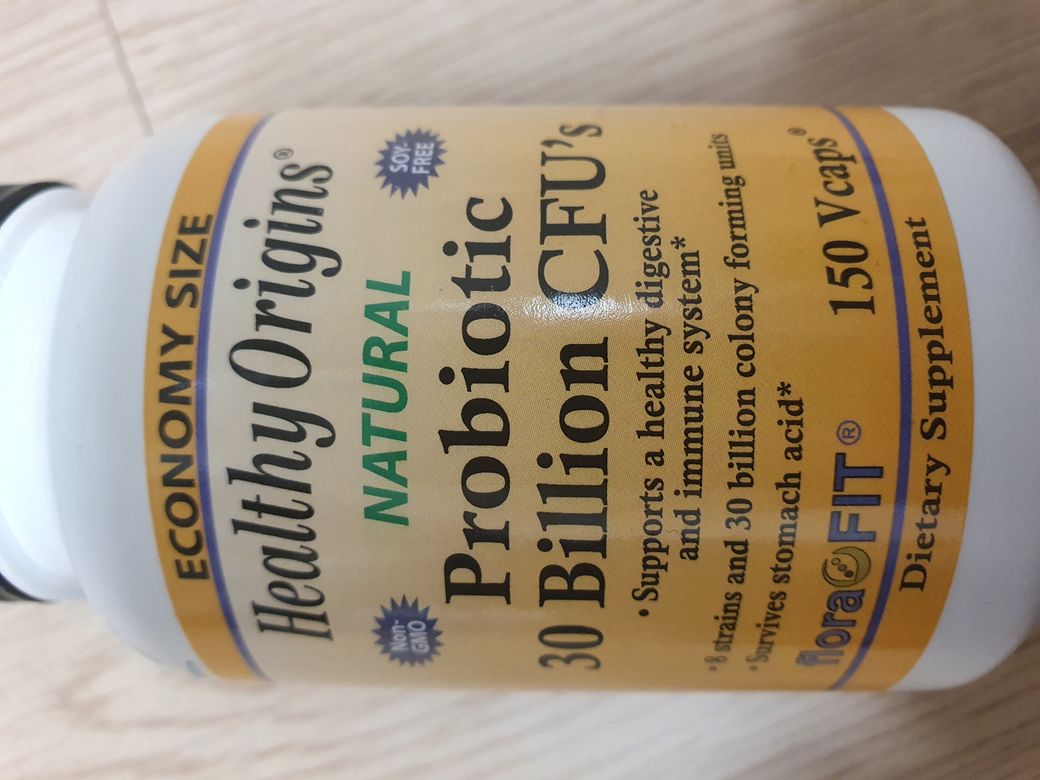 ECONOMY SIZE
Healthy Origins®
NATURAL
Non-
GMO
SOY-
FREE
Probiotic
30 Billion CFU's
• Supports a healthy digestive
and immune system*
• 8 strains and 30 billion colony forming units
• Survives stomach acid*
floraFIT®
150 Vcaps®
Dietary Supplement